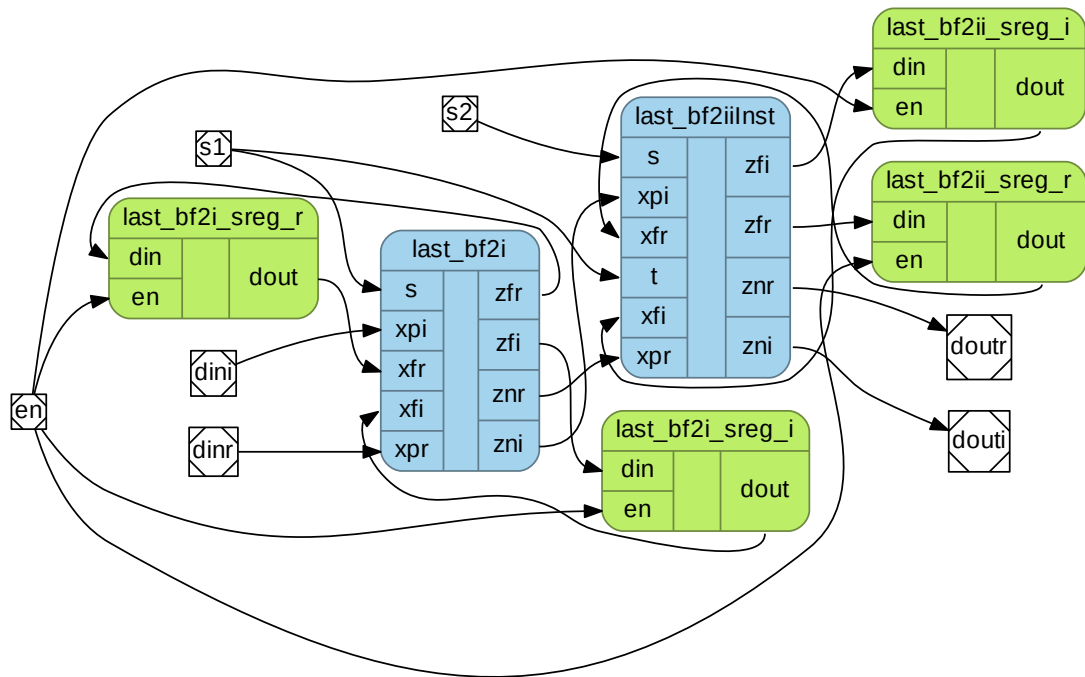 last_bf2ii_sreg_i
din
en
dout
s2
last_bf2iiInst
s
xpi
xfr
t
xfi
xpr
zfi
zfr
znr
zni
s1
last_bf2ii_sreg_r
din
en
dout
last_bf2i_sreg_r
din
en
dout
last_bf2i
s
xpi
xfr
xfi
xpr
zfr
zfi
znr
zni
doutr
dini
en
dinr
last_bf2i_sreg_i
din
en
dout
douti